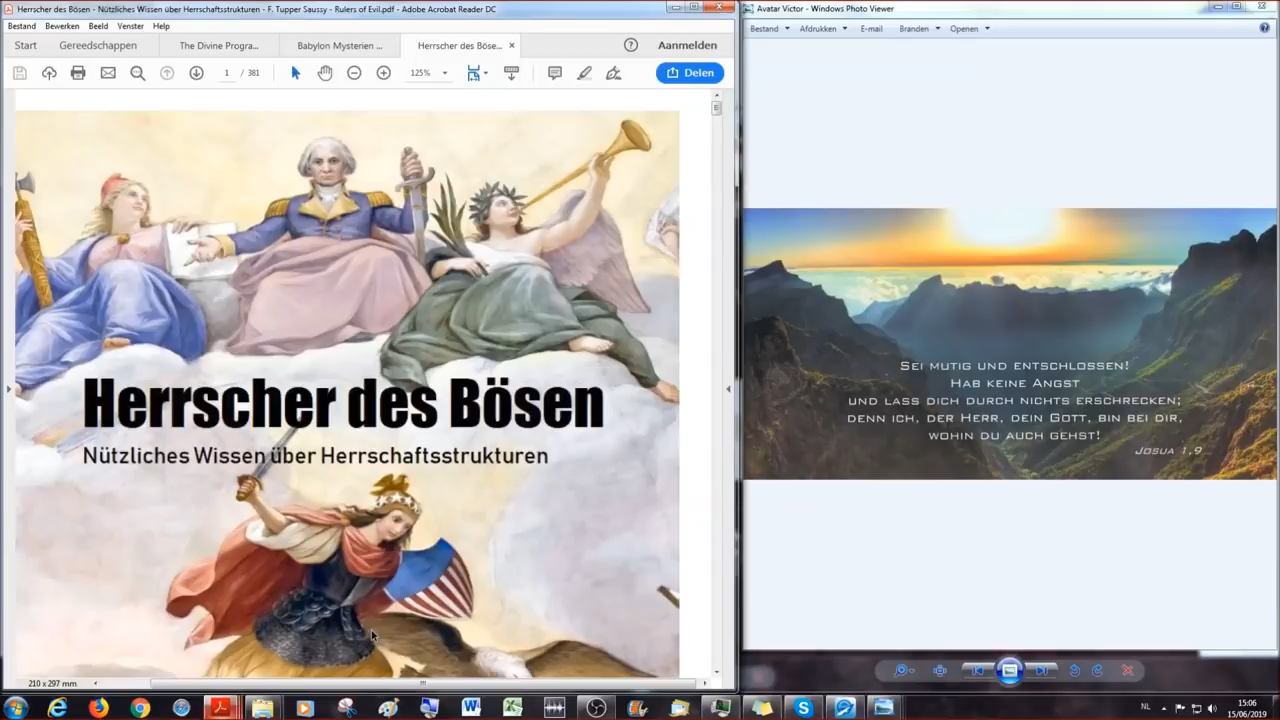 Herrscher des Bösen - Nützliches Wissen über Herrschaftsstrukturen - F. Tupper Saussy - Rulers of Evil.pdf - Adobe Acrobat Reader DC
Bestand Bewerken Beeld Venster Help
Start Gereedschappen The Divine Progra... Babylon Mysterien ... Herrscher des Böse... ×
Aanmelden
1 / 381
125%
Delen
Herrscher des Bösen
Nützliches Wissen über Herrschaftsstrukturen
210 x 297 mm
Avatar Victor - Windows Photo Viewer
Bestand Afdrukken E-mail Branden Openen
Sei mutig und entschlossen!
Hab keine Angst
und lass dich durch nichts erschrecken;
denn ich, der Herr, dein Gott, bin bei dir,
wohin du auch gehst!
Josua 1,9
NL
15:06
15/06/2019